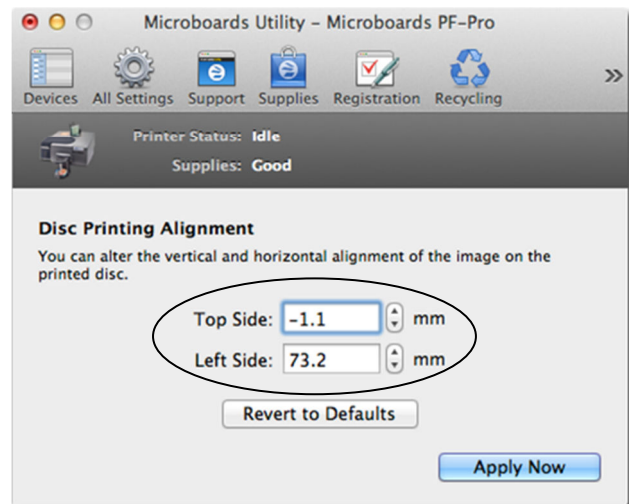 Microboards Utility – Microboards PF-Pro
Devices All Settings Support Supplies Registration Recycling
Printer Status: Idle
Supplies: Good
Disc Printing Alignment
You can alter the vertical and horizontal alignment of the image on the
printed disc.
Top Side: -1.1 mm
Left Side: 73.2 mm
Revert to Defaults
Apply Now